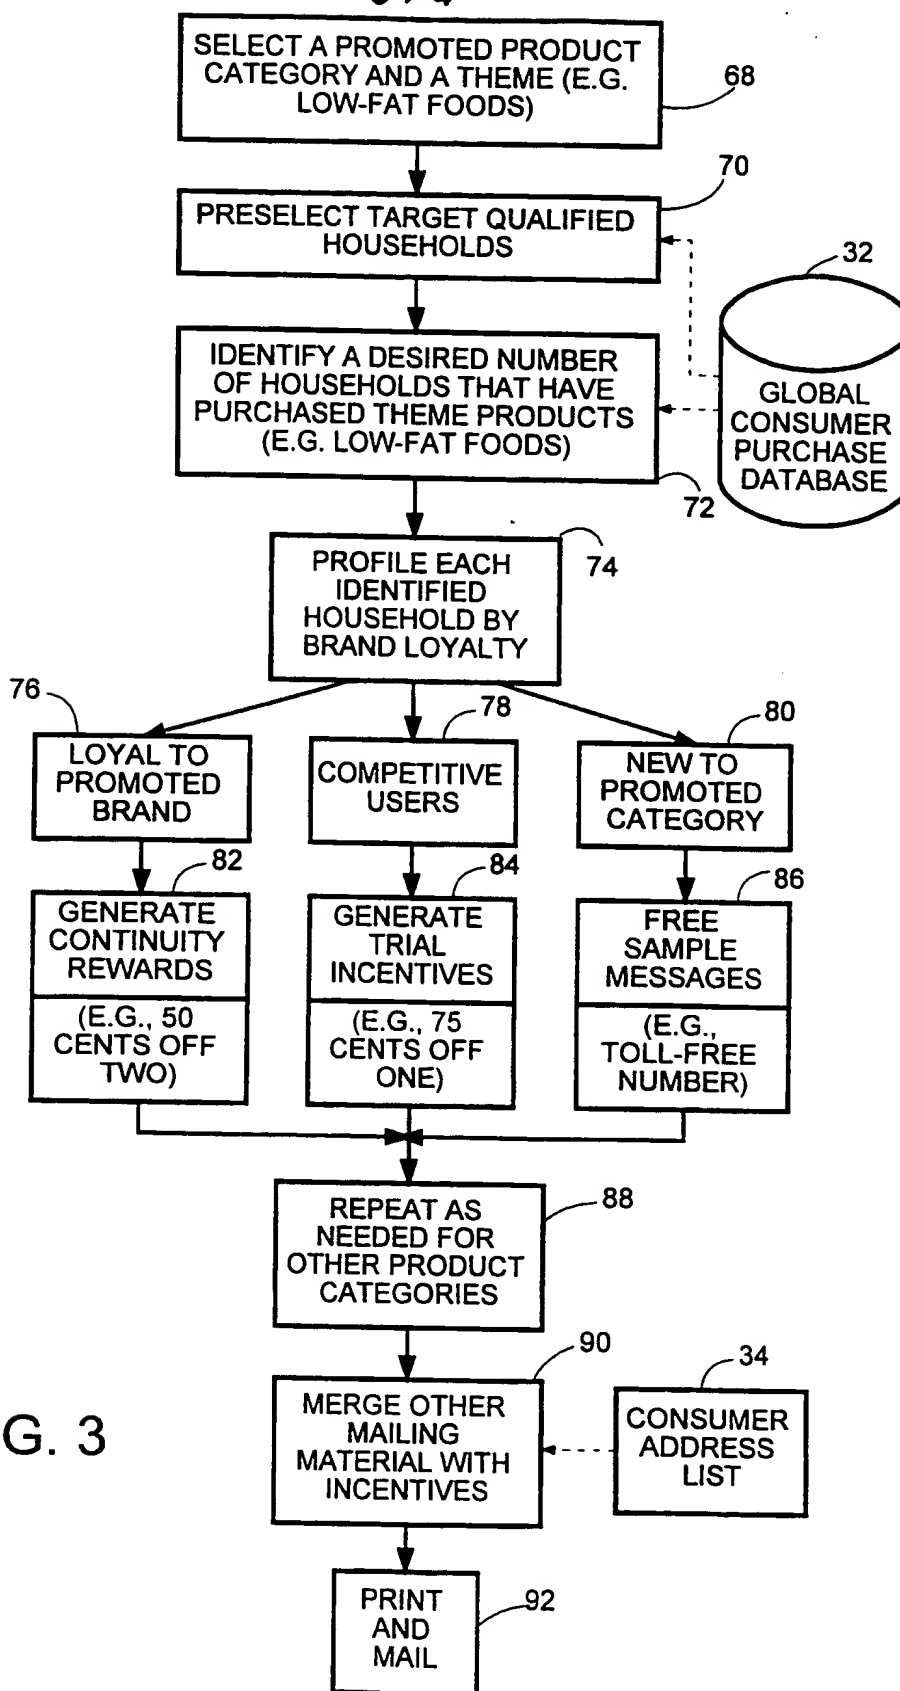 SELECT A PROMOTED PRODUCT
CATEGORY AND A THEME (E.G.
LOW-FAT FOODS)
68
70
PRESELECT TARGET QUALIFIED
HOUSEHOLDS
32
IDENTIFY A DESIRED NUMBER
OF HOUSEHOLDS THAT HAVE
PURCHASED THEME PRODUCTS
(E.G. LOW-FAT FOODS)
72
GLOBAL
CONSUMER
PURCHASE
DATABASE
PROFILE EACH
IDENTIFIED
HOUSEHOLD BY
BRAND LOYALTY
74
76
LOYAL TO
PROMOTED
BRAND
78
COMPETITIVE
USERS
80
NEW TO
PROMOTED
CATEGORY
82
GENERATE
CONTINUITY
REWARDS
(E.G., 50
CENTS OFF
TWO)
84
GENERATE
TRIAL
INCENTIVES
(E.G., 75
CENTS OFF
ONE)
86
FREE
SAMPLE
MESSAGES
(E.G.,
TOLL-FREE
NUMBER)
REPEAT AS
NEEDED FOR
OTHER PRODUCT
CATEGORIES
88
90
MERGE OTHER
MAILING
MATERIAL WITH
INCENTIVES
34
CONSUMER
ADDRESS
LIST
G. 3
PRINT
AND
MAIL
92